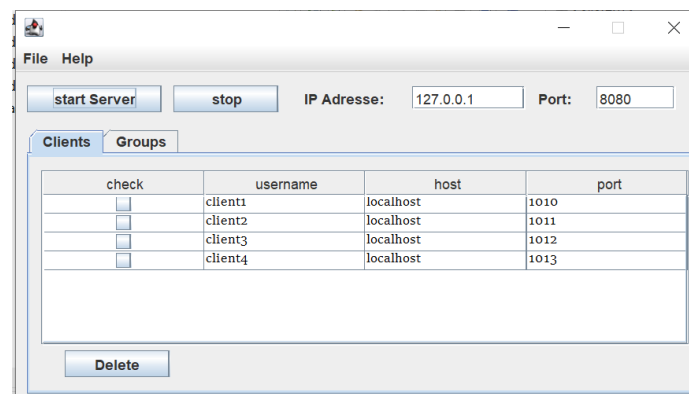 File Help
start Server stop IP Adresse: 127.0.0.1 Port: 8080
Clients Groups
check username host port
client1 localhost 1010
client2 localhost 1011
client3 localhost 1012
client4 localhost 1013
Delete